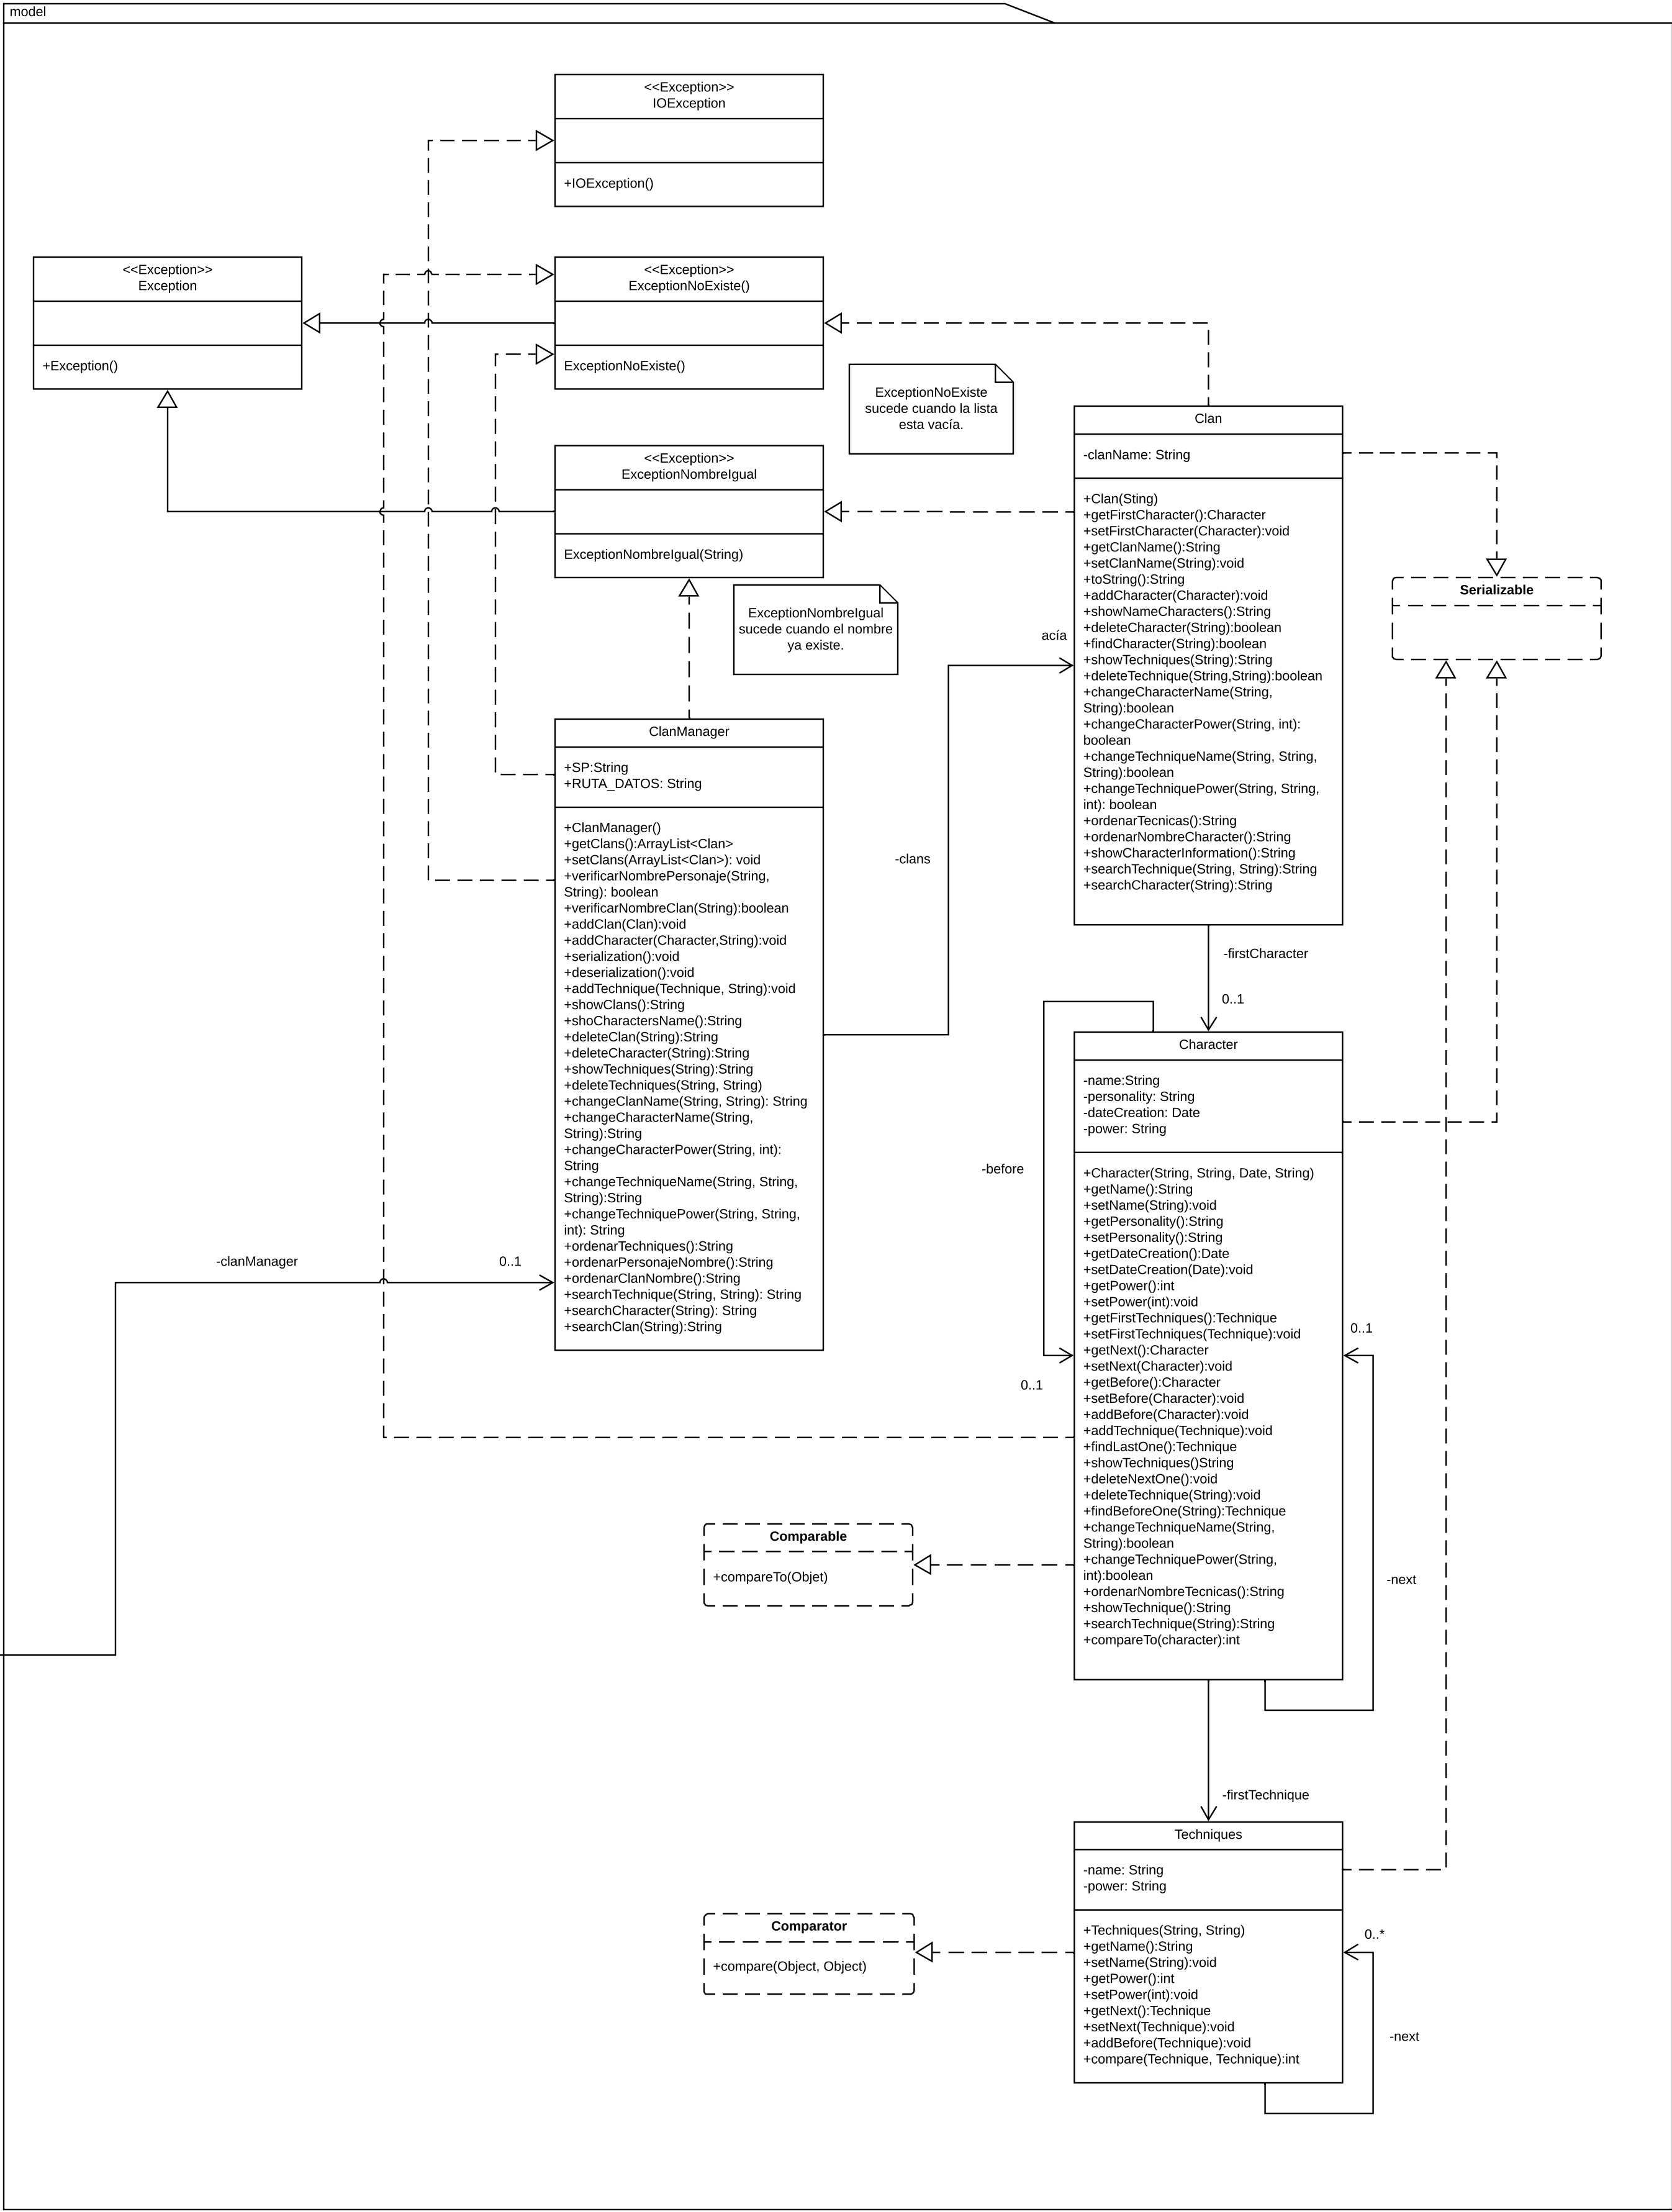 model
<<Exception>>
IOException
+IOException()
<<Exception>>
Exception
+Exception()
<<Exception>>
ExceptionNoExiste()
ExceptionNoExiste()
ExceptionNoExiste
sucede cuando la lista
esta vacía.
<<Exception>>
ExceptionNombreIgual
ExceptionNombreIgual(String)
ExceptionNombreIgual
sucede cuando el nombre
ya existe.
Clan
-clanName: String
+Clan(Sting)
+getFirstCharacter():Character
+setFirstCharacter(Character):void
+getClanName():String
+setClanName(String):void
+toString():String
+addCharacter(Character):void
+showNameCharacters():String
+deleteCharacter(String):boolean
+findCharacter(String):boolean
+showTechniques(String):String
+deleteTechnique(String,String):boolean
+changeCharacterName(String,
String):boolean
+changeCharacterPower(String, int):
boolean
+changeTechniqueName(String, String,
String):boolean
+changeTechniquePower(String, String,
int): boolean
+ordenarTecnicas():String
+ordenarNombreCharacter():String
+showCharacterInformation():String
+searchTechnique(String, String):String
+searchCharacter(String):String
Serializable
acía
-clans
ClanManager
+SP:String
+RUTA_DATOS: String
+ClanManager()
+getClans():ArrayList<Clan>
+setClans(ArrayList<Clan>): void
+verificarNombrePersonaje(String,
String): boolean
+verificarNombreClan(String):boolean
+addClan(Clan):void
+addCharacter(Character,String):void
+serialization():void
+deserialization():void
+addTechnique(Technique, String):void
+showClans():String
+shoCharactersName():String
+deleteClan(String):String
+deleteCharacter(String):String
+showTechniques(String):String
+deleteTechniques(String, String)
+changeClanName(String, String): String
+changeCharacterName(String,
String):String
+changeCharacterPower(String, int):
String
+changeTechniqueName(String, String,
String):String
+changeTechniquePower(String, String,
int): String
+ordenarTechniques():String
+ordenarPersonajeNombre():String
+ordenarClanNombre():String
+searchTechnique(String, String): String
+searchCharacter(String): String
+searchClan(String):String
-clanManager
0..1
-firstCharacter
0..1
Character
-name:String
-personality: String
-dateCreation: Date
-power: String
+Character(String, String, Date, String)
+getName():String
+setName(String):void
+getPersonality():String
+setPersonality():String
+getDateCreation():Date
+setDateCreation(Date):void
+getPower():int
+setPower(int):void
+getFirstTechniques():Technique
+setFirstTechniques(Technique):void
+getNext():Character
+setNext(Character):void
+getBefore():Character
+setBefore(Character):void
+addBefore(Character):void
+addTechnique(Technique):void
+findLastOne():Technique
+showTechniques()String
+deleteNextOne():void
+deleteTechnique(String):void
+findBeforeOne(String):Technique
+changeTechniqueName(String,
String):boolean
+changeTechniquePower(String,
int):boolean
+ordenarNombreTecnicas():String
+showTechnique():String
+searchTechnique(String):String
+compareTo(character):int
-before
0..1
0..1
-next
Comparable
+compareTo(Objet)
-firstTechnique
Techniques
-name: String
-power: String
+Techniques(String, String)
+getName():String
+setName(String):void
+getPower():int
+setPower(int):void
+getNext():Technique
+setNext(Technique):void
+addBefore(Technique):void
+compare(Technique, Technique):int
0..*
-next
Comparator
+compare(Object, Object)